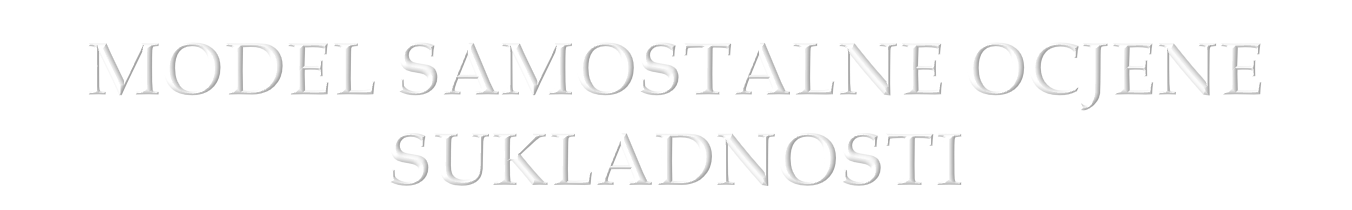 MODEL SAMOSTALNE OCJENE
SUKLADNOSTI